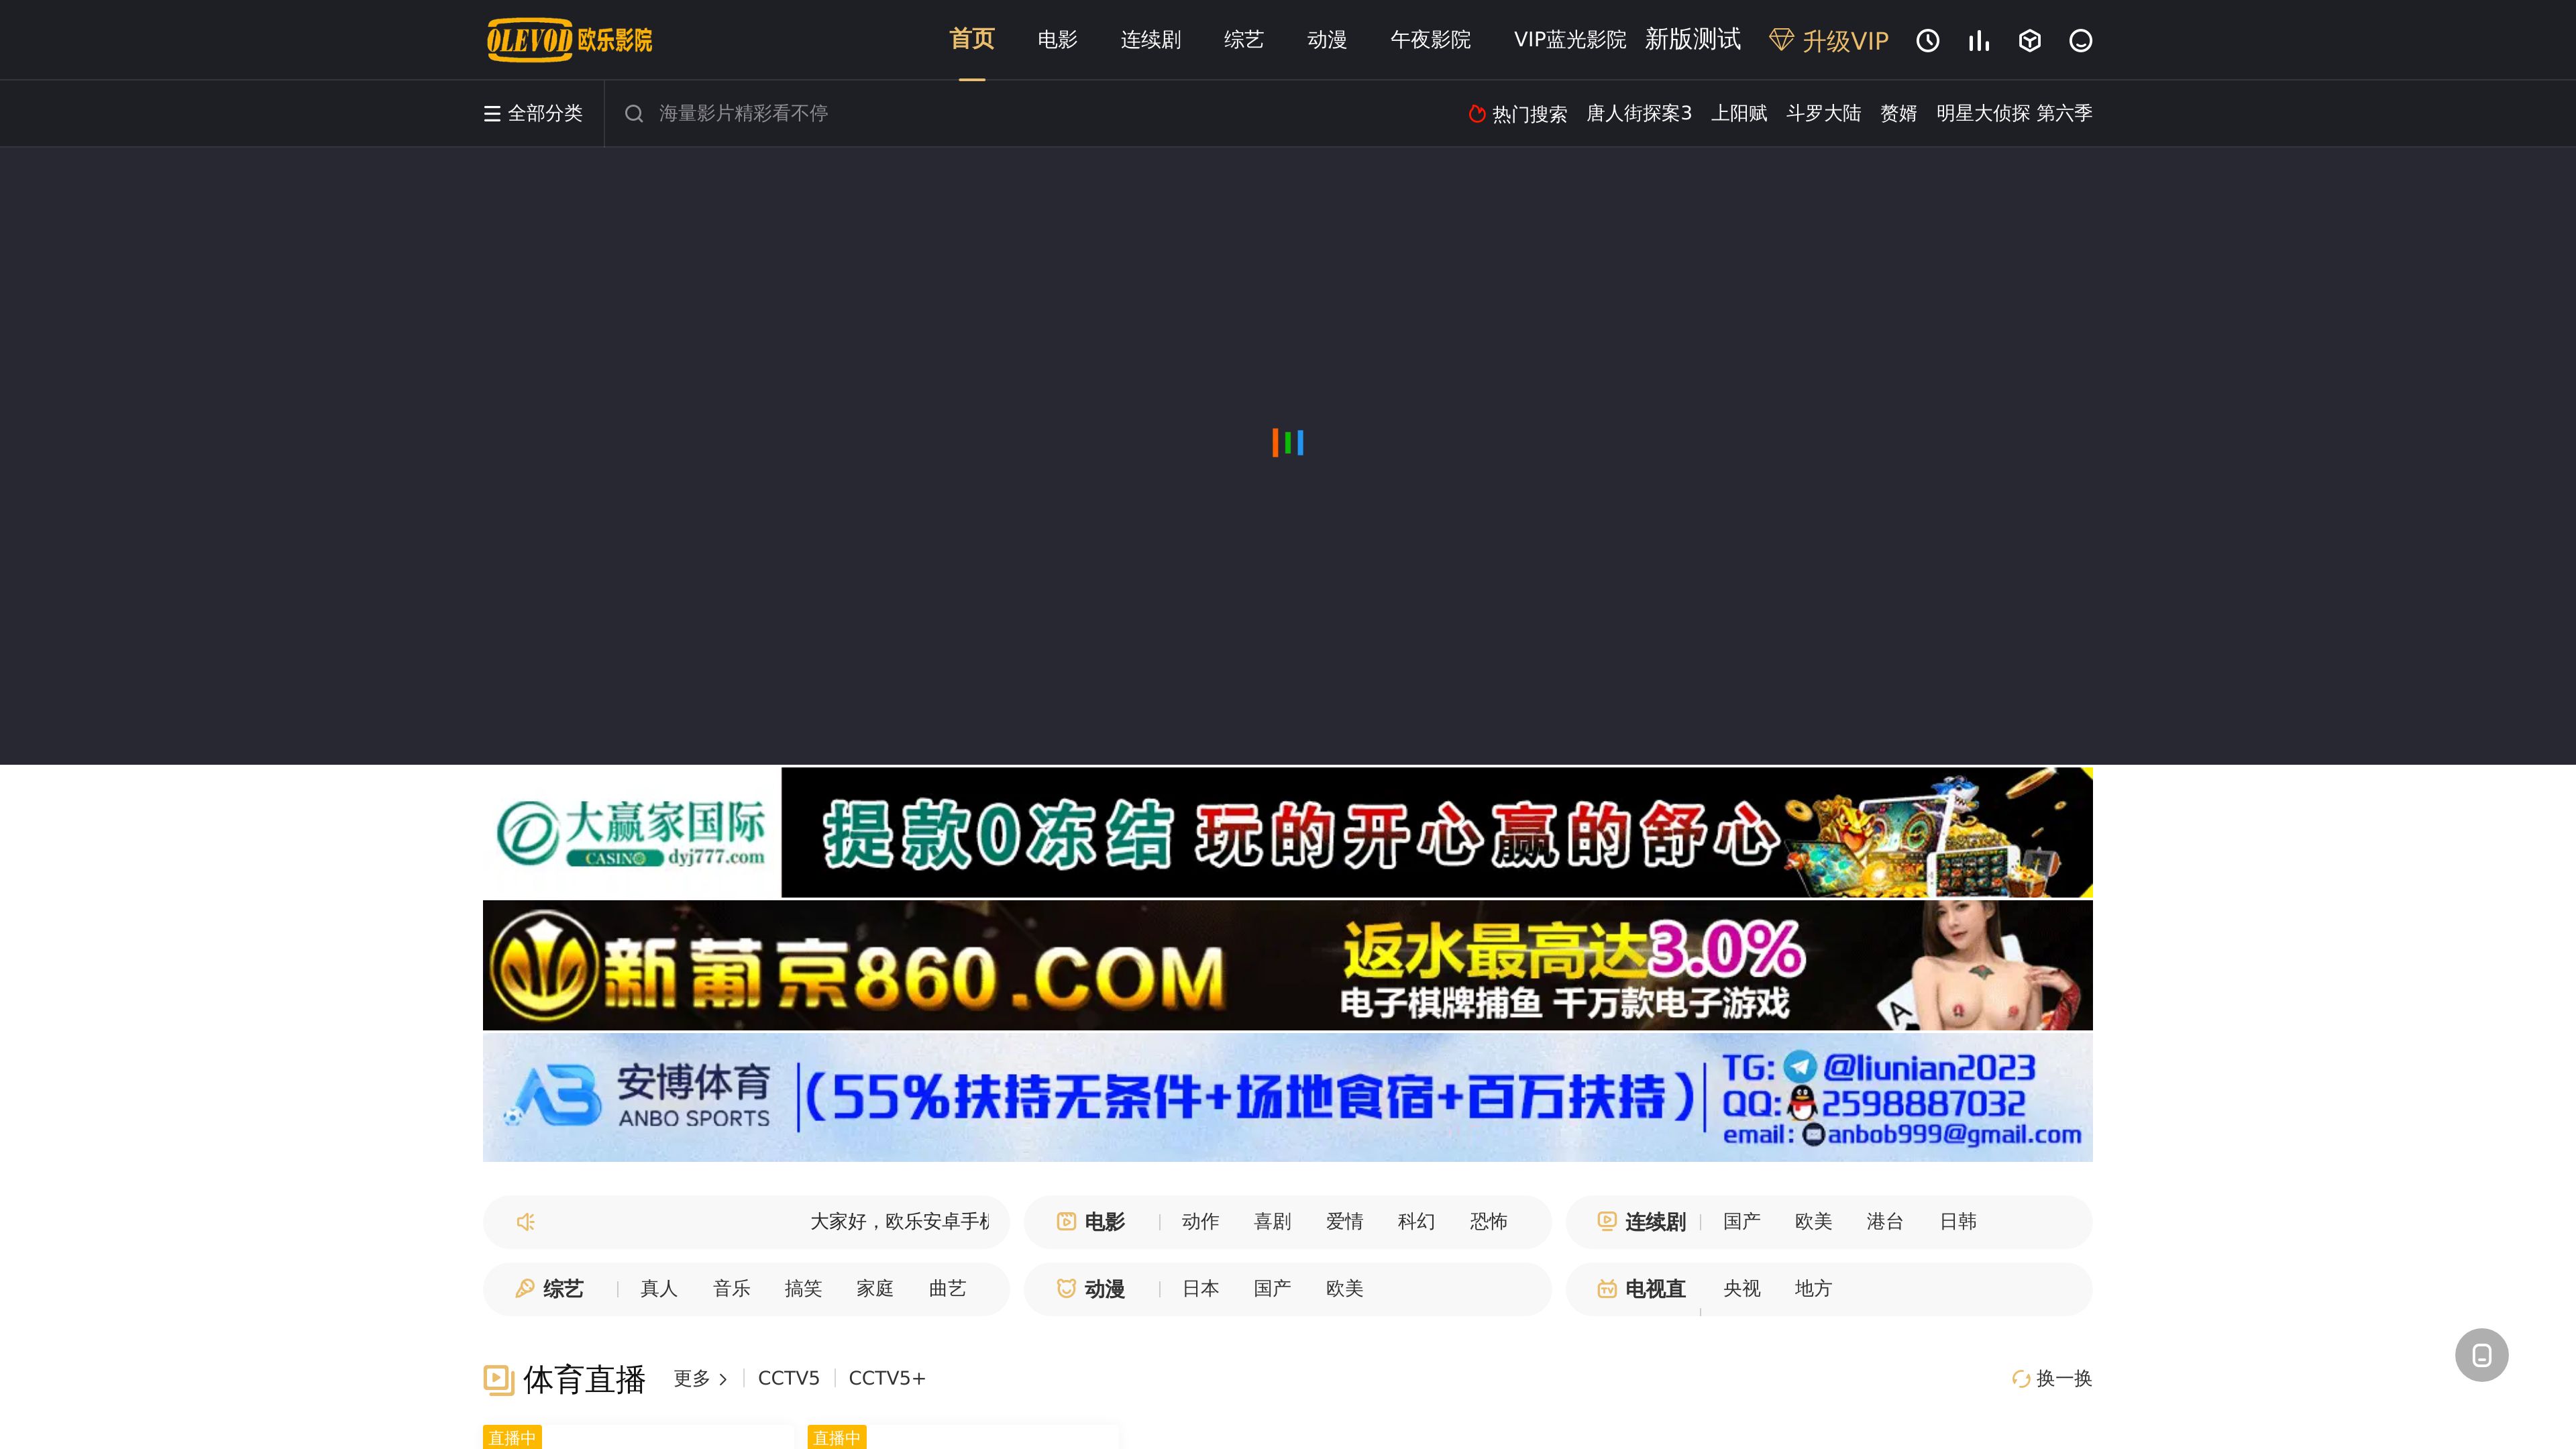 OLEVOD 欧乐影院 首页 电影 连续剧 综艺 动漫 午夜影院 VIP蓝光影院 新版测试 升级VIP
全部分类 海量影片精彩看不停 热门搜索 唐人街探案3 上阳赋 斗罗大陆 赘婿 明星大侦探 第六季
大赢家国际
CASINO dyj777.com
提款0冻结 玩的开心赢的舒心
新葡京860.COM
返水最高达3.0%
电子棋牌捕鱼 千万款电子游戏
A
AB 安博体育
ANBO SPORTS
(55%扶持无条件+场地食宿+百万扶持)
TG: @liunian2023
QQ: 2598887032
email: anbob999@gmail.com
大家好，欧乐安卓手机
电影 动作 喜剧 爱情 科幻 恐怖
连续剧 国产 欧美 港台 日韩
综艺 真人 音乐 搞笑 家庭 曲艺
动漫 日本 国产 欧美
电视直 央视 地方
体育直播 更多 CCTV5 CCTV5+ 换一换
直播中 直播中